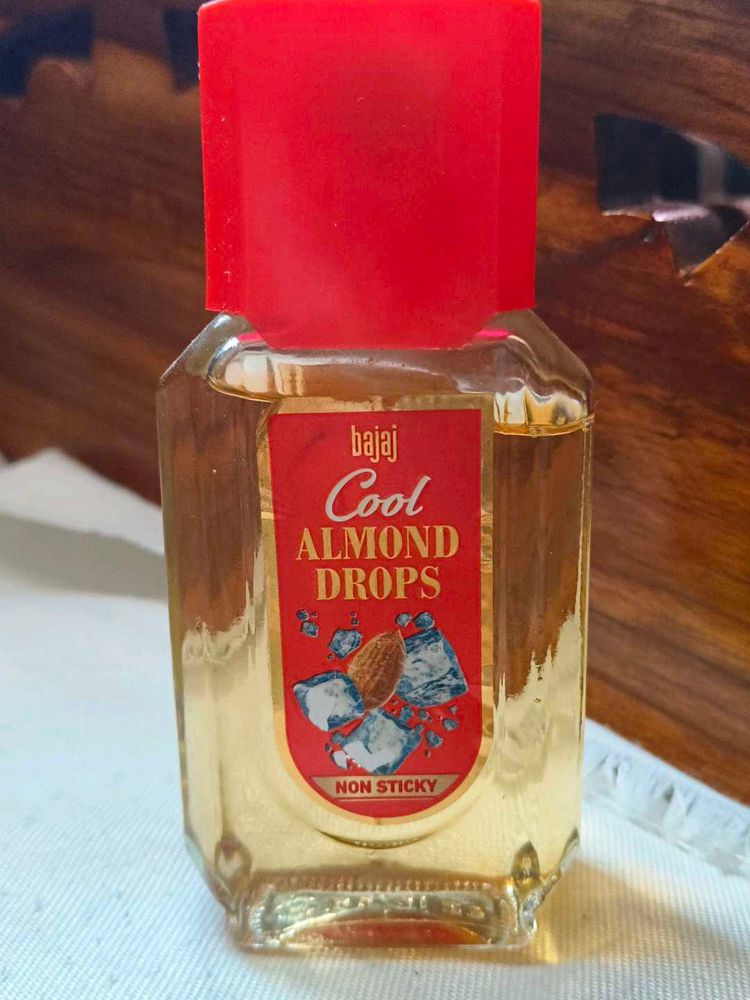 bajaj
Cool
ALMOND
DROPS
NON STICKY